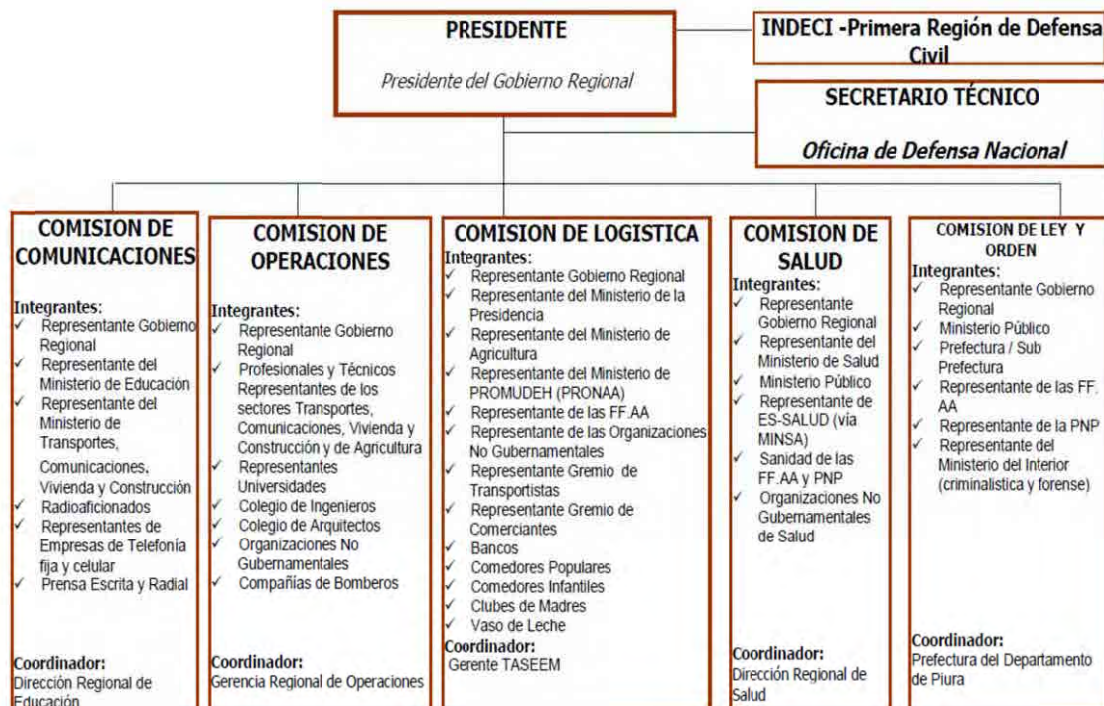 PRESIDENTE
Presidente del Gobierno Regional
INDECI -Primera Región de Defensa
Civil
SECRETARIO TÉCNICO
Oficina de Defensa Nacional
COMISION DE
COMUNICACIONES
Integrantes:
✓ Representante Gobierno
Regional
✓ Representante del
Ministerio de Educación
✓ Representante del
Ministerio de
Transportes,
Comunicaciones,
Vivienda y Construcción
✓ Radioaficionados
✓ Representantes de
Empresas de Telefonía
fija y celular
✓ Prensa Escrita y Radial
Coordinador:
Dirección Regional de
Educación
COMISION DE
OPERACIONES
Integrantes:
✓ Representante Gobierno
Regional
✓ Profesionales y Técnicos
Representantes de los
sectores Transportes,
Comunicaciones, Vivienda y
Construcción y de Agricultura
✓ Representantes
Universidades
✓ Colegio de Ingenieros
✓ Colegio de Arquitectos
✓ Organizaciones No
Gubernamentales
✓ Compañías de Bomberos
Coordinador:
Gerencia Regional de Operaciones
COMISION DE LOGISTICA
Integrantes:
✓ Representante Gobierno Regional
✓ Representante del Ministerio de la
Presidencia
✓ Representante del Ministerio de
Agricultura
✓ Representante del Ministerio de
PROMUDEH (PRONAA)
✓ Representante de las FF.AA
✓ Representante de las Organizaciones
No Gubernamentales
✓ Representante Gremio de
Transportistas
✓ Representante Gremio de
Comerciantes
✓ Bancos
✓ Comedores Populares
✓ Comedores Infantiles
✓ Clubes de Madres
✓ Vaso de Leche
Coordinador:
Gerente TASEEM
COMISION DE
SALUD
Integrantes:
✓ Representante
Gobierno Regional
✓ Representante del
Ministerio de Salud
✓ Ministerio Público
✓ Representante de
ES-SALUD (vía
MINSA)
✓ Sanidad de las
FF.AA y PNP
✓ Organizaciones No
Gubernamentales
de Salud
Coordinador:
Dirección Regional de
Salud
COMISION DE LEY Y
ORDEN
Integrantes:
✓ Representante Gobierno
Regional
✓ Ministerio Público
✓ Prefectura / Sub
Prefectura
✓ Representante de las FF.
AA
✓ Representante de la PNP
✓ Representante del
Ministerio del Interior
(criminalistica y forense)
Coordinador:
Prefectura del Departamento
de Piura